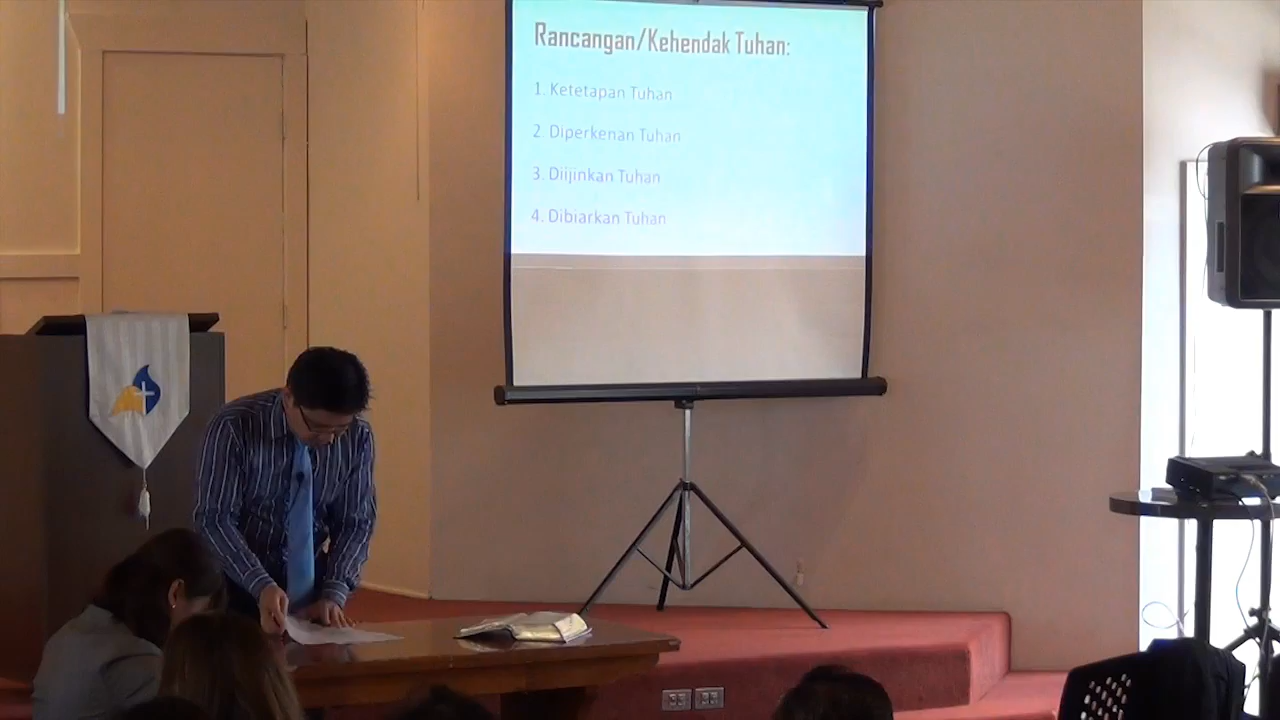 Rancangan/Kehendak Tuhan:
1. Ketetapan Tuhan
2. Diperkenan Tuhan
3. Diijinkan Tuhan
4. Dibiarkan Tuhan